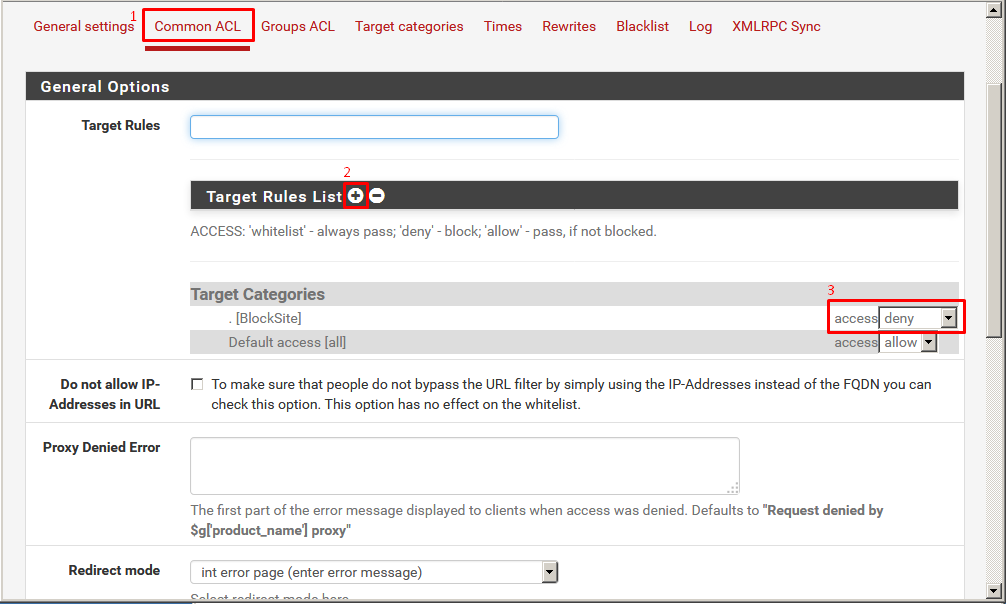 General settings 1 Common ACL Groups ACL Target categories Times Rewrites Blacklist Log XMLRPC Sync
General Options
Target Rules
2
Target Rules List
ACCESS: 'whitelist' - always pass; 'deny' - block; 'allow' - pass, if not blocked.
Target Categories
3
. [BlockSite] access deny
Default access [all] access allow
Do not allow IP-
Addresses in URL
To make sure that people do not bypass the URL filter by simply using the IP-Addresses instead of the FQDN you can
check this option. This option has no effect on the whitelist.
Proxy Denied Error
The first part of the error message displayed to clients when access was denied. Defaults to "Request denied by
$g['product_name'] proxy"
Redirect mode int error page (enter error message)
Select redirect mode here